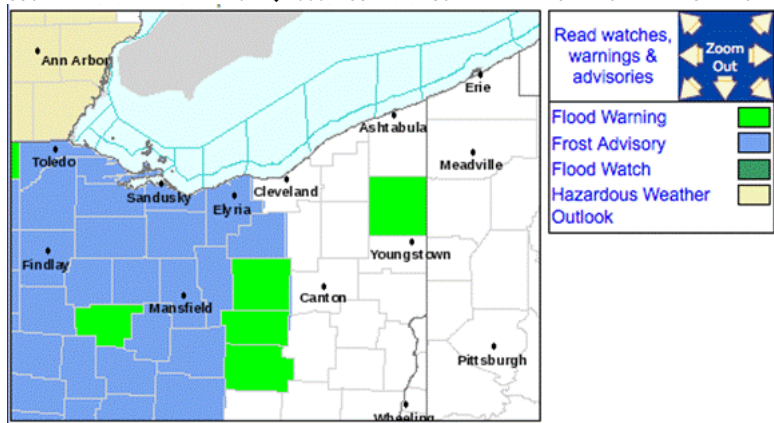 Ann Arbor
Toledo
Sandusky
Elyria
Cleveland
Ashtabula
Erie
Meadville
Findlay
Mansfield
Canton
Youngstown
Pittsburgh
Wheeling
Read watches,
warnings &
advisories
Zoom
Out
Flood Warning
Frost Advisory
Flood Watch
Hazardous Weather
Outlook